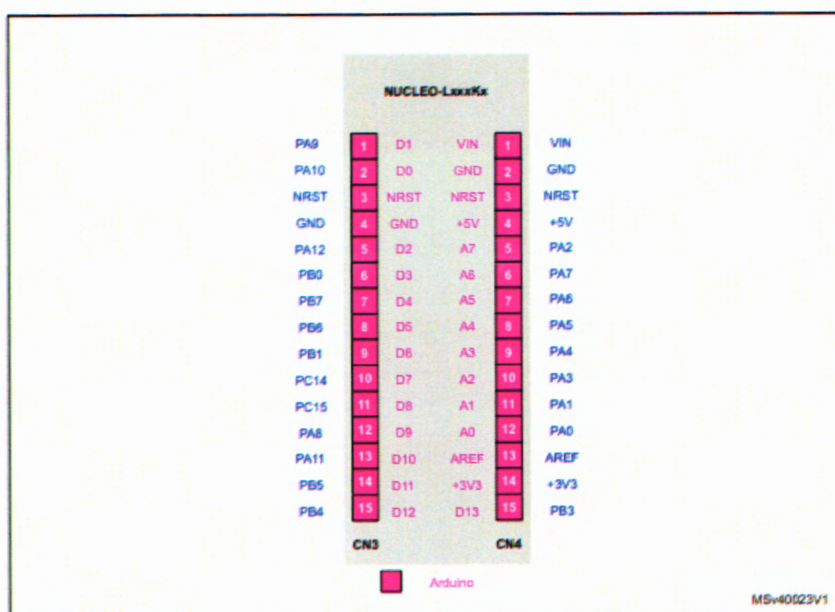 NUCLEO-LxxxKx
PA9 1 D1 VIN 1 VIN
PA10 2 D0 GND 2 GND
NRST 3 NRST NRST 3 NRST
GND 4 GND +5V 4 +5V
PA12 5 D2 A7 5 PA2
PB0 6 D3 A6 6 PA7
PB7 7 D4 A5 7 PA6
PB6 8 D5 A4 8 PA5
PB1 9 D6 A3 9 PA4
PC14 10 D7 A2 10 PA3
PC15 11 D8 A1 11 PA1
PA8 12 D9 A0 12 PA0
PA11 13 D10 AREF 13 AREF
PB5 14 D11 +3V3 14 +3V3
PB4 15 D12 D13 15 PB3
CN3 CN4
Arduino
MSv40023V1